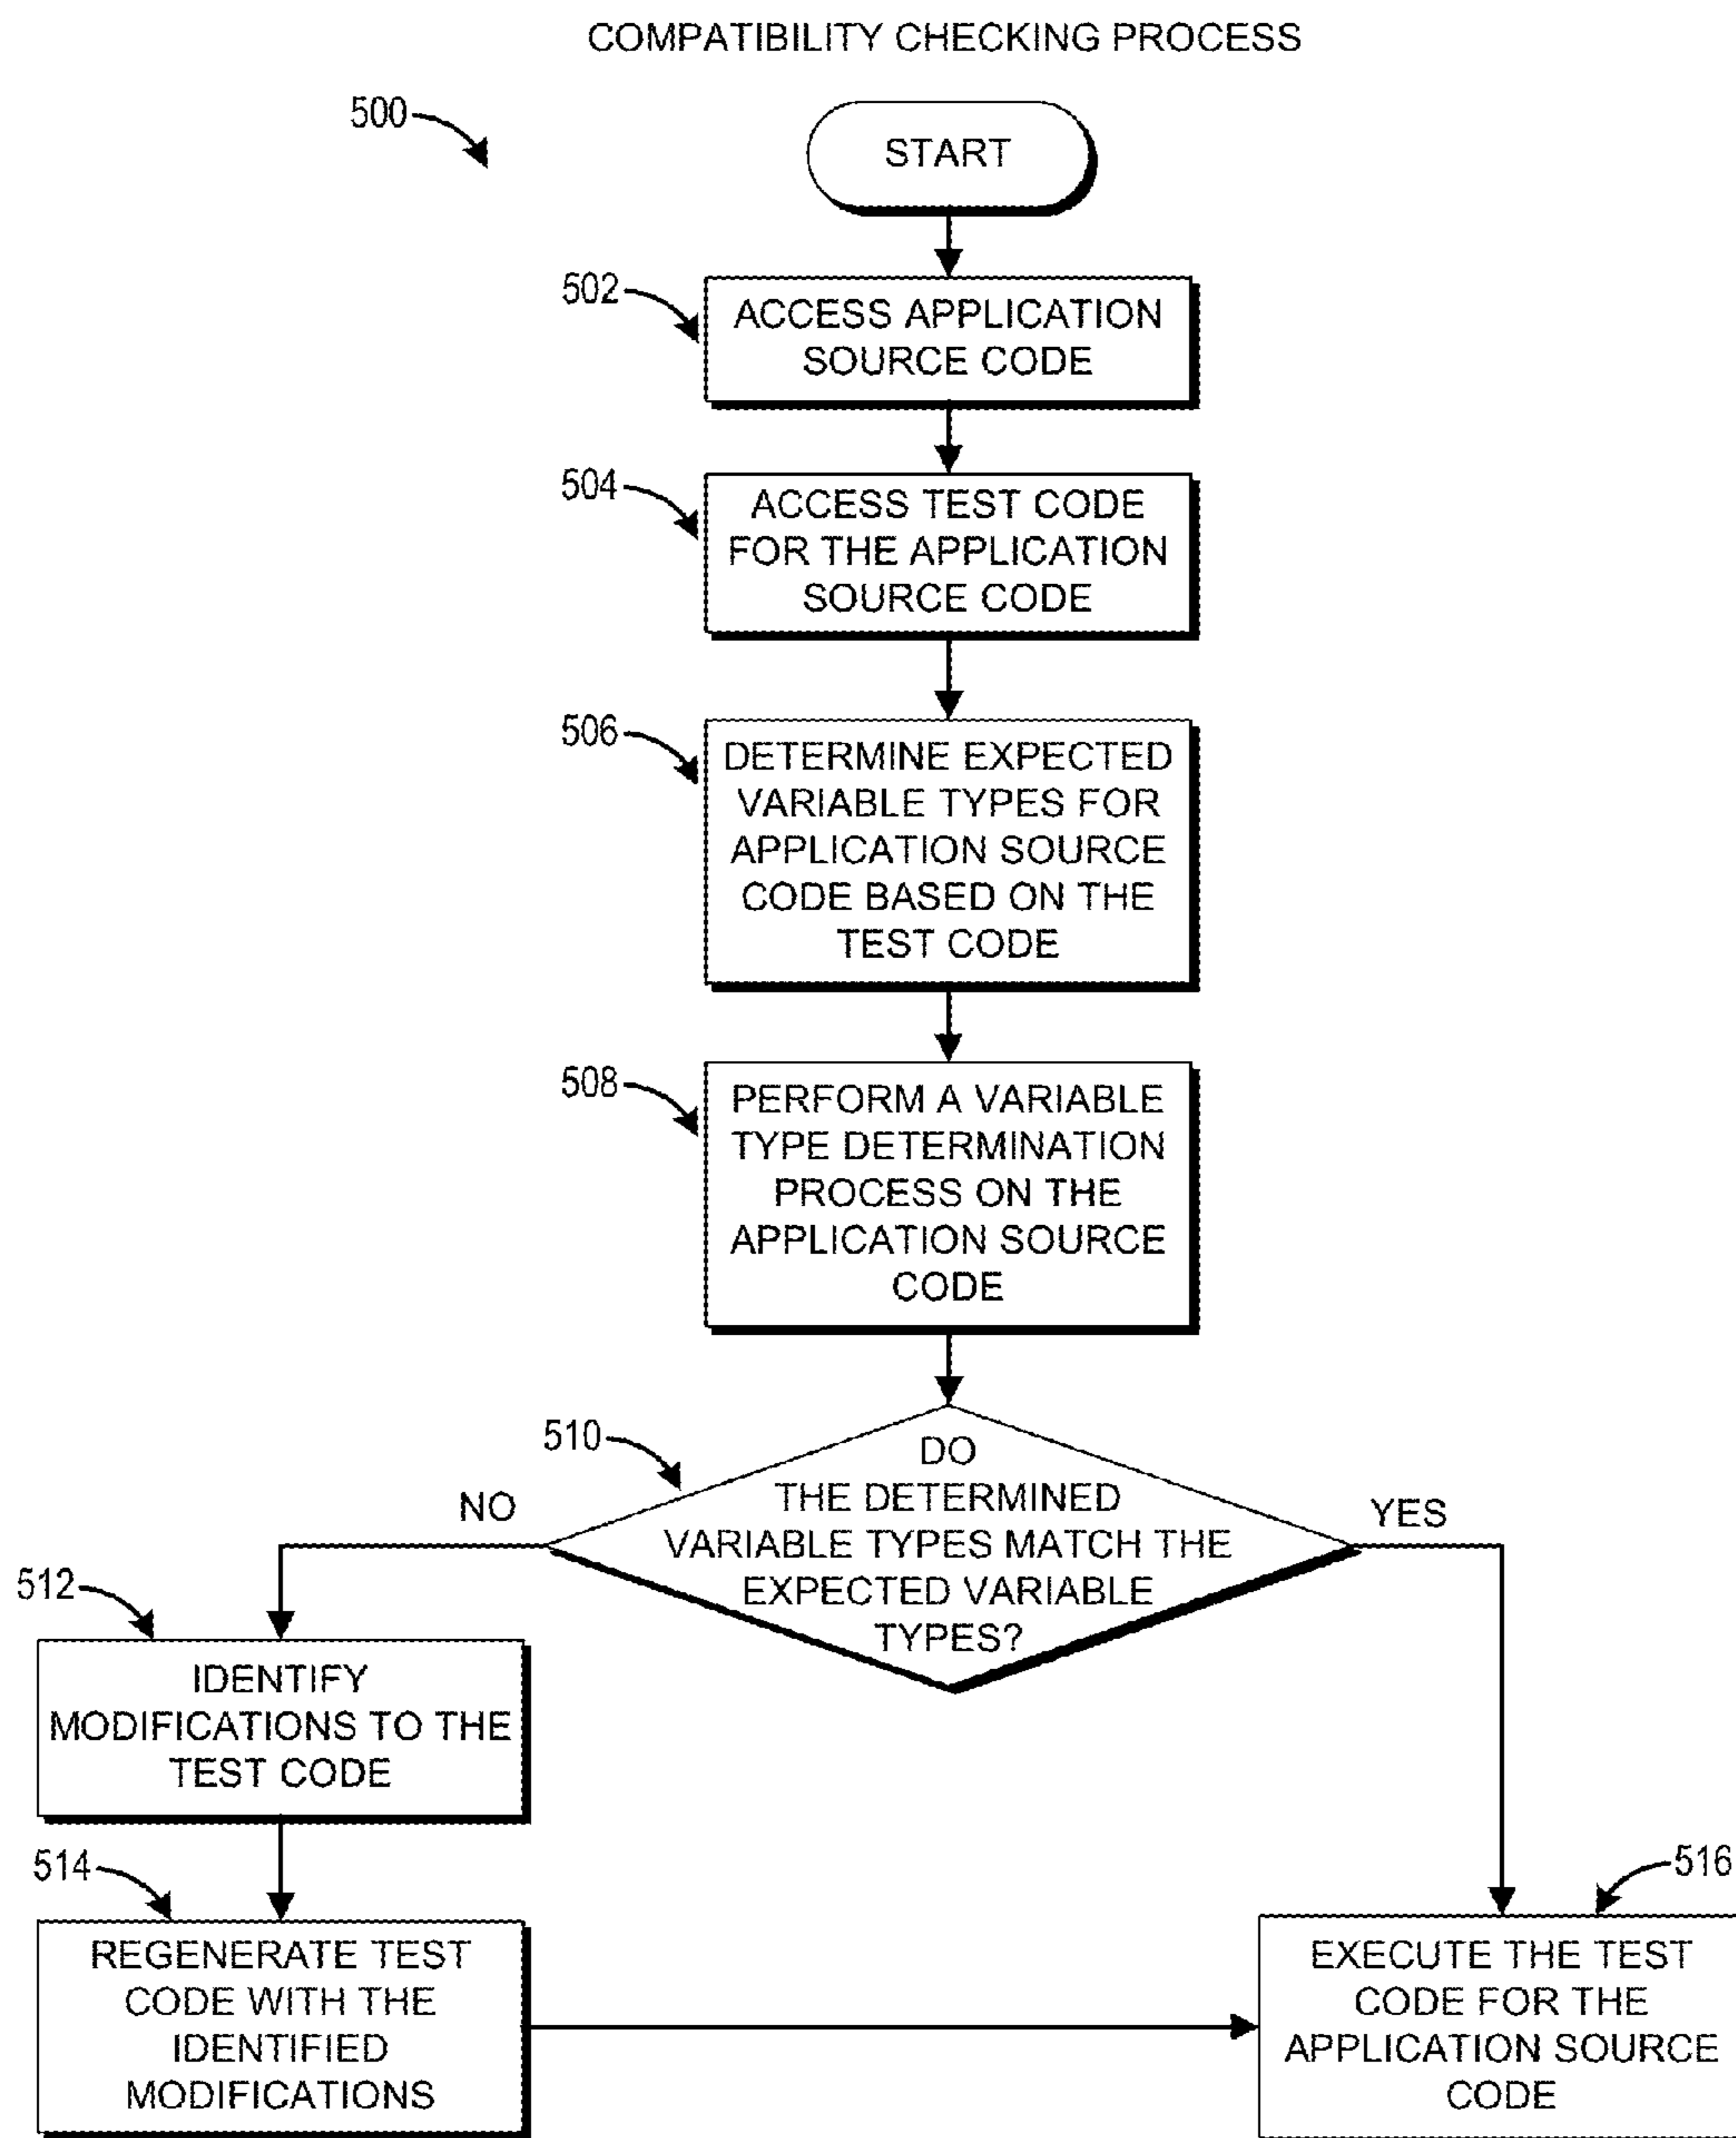 COMPATIBILITY CHECKING PROCESS
500
START
502
ACCESS APPLICATION
SOURCE CODE
504
ACCESS TEST CODE
FOR THE APPLICATION
SOURCE CODE
506
DETERMINE EXPECTED
VARIABLE TYPES FOR
APPLICATION SOURCE
CODE BASED ON THE
TEST CODE
508
PERFORM A VARIABLE
TYPE DETERMINATION
PROCESS ON THE
APPLICATION SOURCE
CODE
510
DO
THE DETERMINED
VARIABLE TYPES MATCH THE
EXPECTED VARIABLE
TYPES?
NO
YES
512
IDENTIFY
MODIFICATIONS TO THE
TEST CODE
514
REGENERATE TEST
CODE WITH THE
IDENTIFIED
MODIFICATIONS
516
EXECUTE THE TEST
CODE FOR THE
APPLICATION SOURCE
CODE